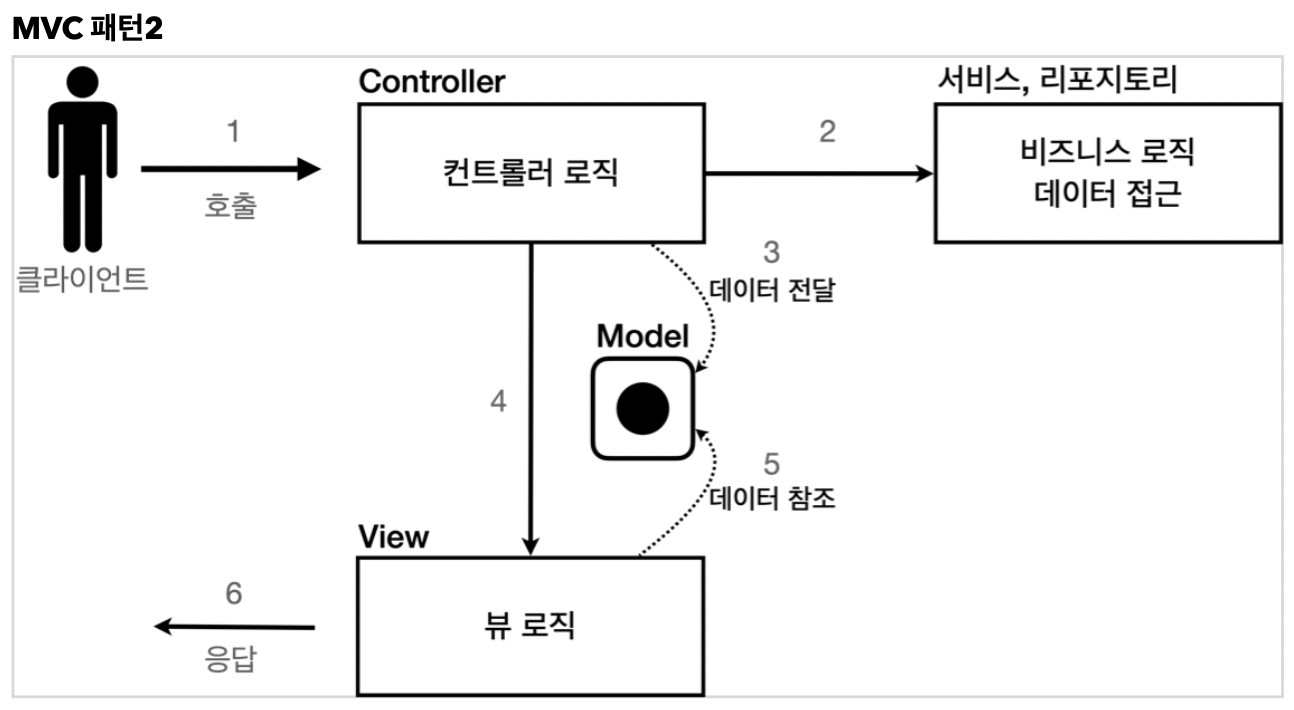 MVC 패턴2
Controller
서비스, 리포지토리
1
호출
컨트롤러 로직
2
비즈니스 로직
데이터 접근
클라이언트
3
데이터 전달
Model
4
5
데이터 참조
View
뷰 로직
6
응답